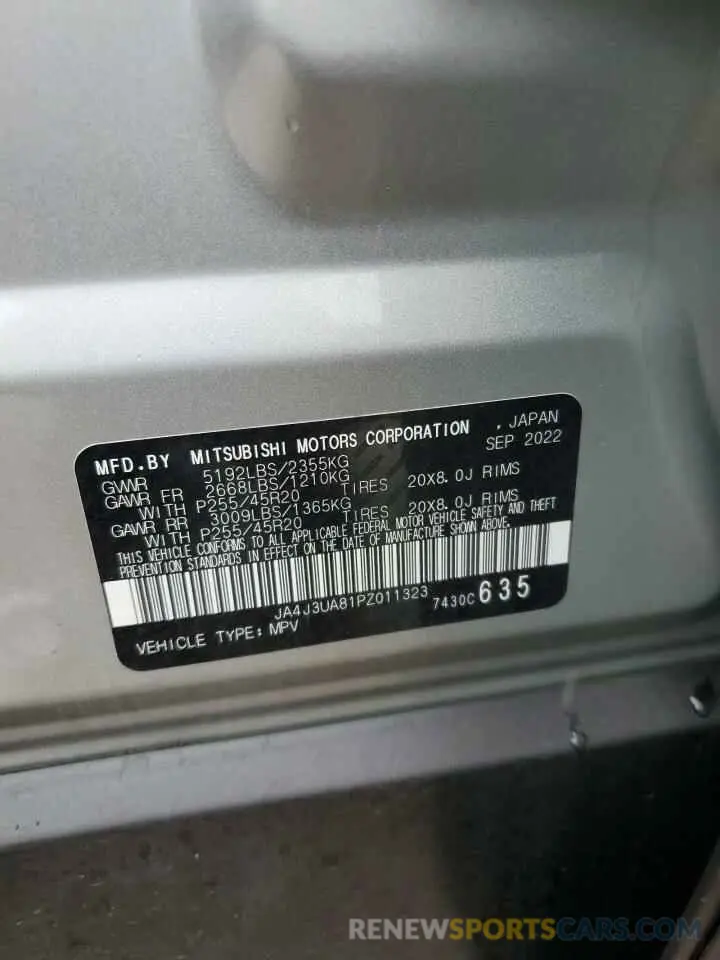 MFD.BY MITSUBISHI MOTORS CORPORATION , JAPAN
SEP 2022
GVWR 5192LBS/2355KG
GAWR FR 2668LBS/1210KG
WITH P255/45R20 TIRES 20X8.0J RIMS
GAWR RR 3009LBS/1365KG
WITH P255/45R20 TIRES 20X8.0J RIMS
THIS VEHICLE CONFORMS TO ALL APPLICABLE FEDERAL MOTOR VEHICLE SAFETY AND THEFT
PREVENTION STANDARDS IN EFFECT ON THE DATE OF MANUFACTURE SHOWN ABOVE.
JA4J3UA81PZ011323 7430C635
VEHICLE TYPE: MPV
RENEWSPORTSCARS.COM